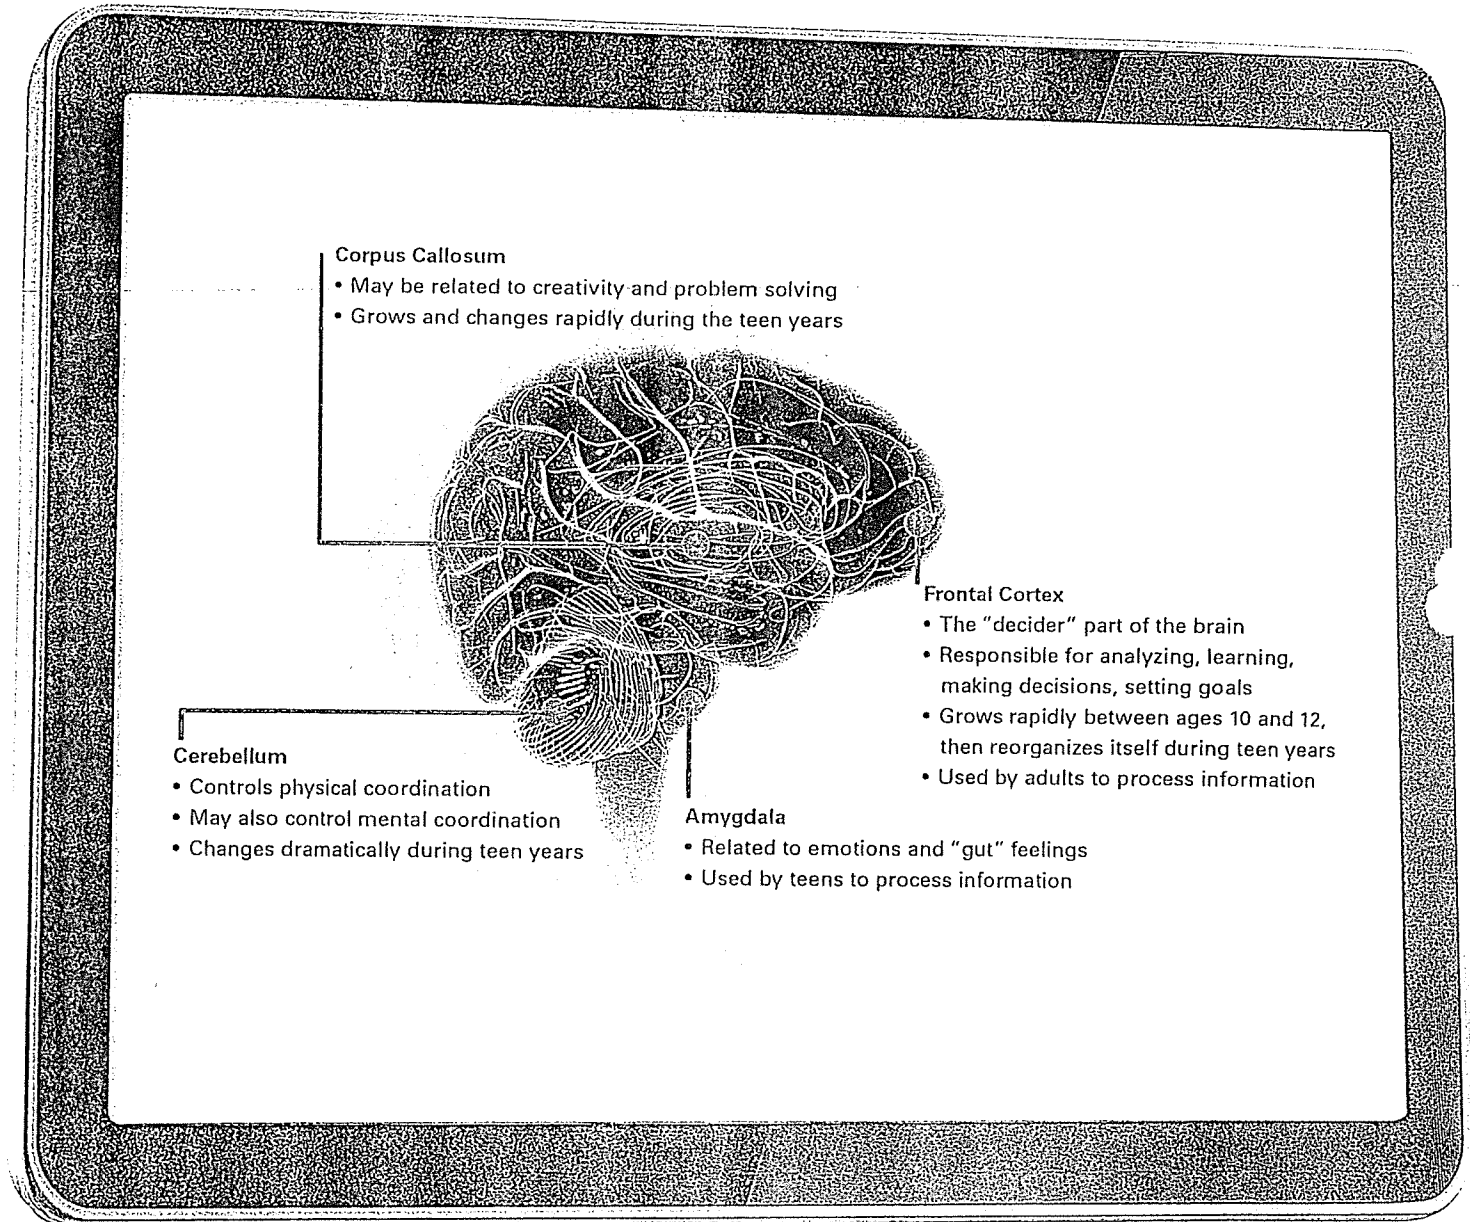 Corpus Callosum
• May be related to creativity and problem solving
• Grows and changes rapidly during the teen years
Frontal Cortex
• The “decider” part of the brain
• Responsible for analyzing, learning,
making decisions, setting goals
• Grows rapidly between ages 10 and 12,
then reorganizes itself during teen years
• Used by adults to process information
Cerebellum
• Controls physical coordination
• May also control mental coordination
• Changes dramatically during teen years
Amygdala
• Related to emotions and “gut” feelings
• Used by teens to process information